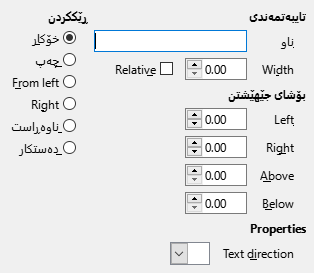 تایبەتمەندی
ناو
Width 0.00 Relative
بۆشای جێهێشتن
Left 0.00
Right 0.00
Above 0.00
Below 0.00
Properties
Text direction
ڕێککردن
خۆکار
چەپ
From left
Right
ناوەڕاست
دەستکار